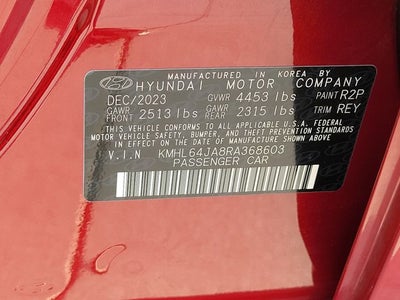 MANUFACTURED IN KOREA BY
HYUNDAI MOTOR COMPANY
DEC/2023 GVWR 4453 lbs PAINT R2P
GAWR FRONT 2513 lbs GAWR REAR 2315 lbs TRIM REY
THIS VEHICLE CONFORMS TO ALL APPLICABLE U.S.A. FEDERAL
MOTOR VEHICLE SAFETY, BUMPER, AND THEFT PREVENTION
STANDARDS IN EFFECT ON THE DATE OF MANUFACTURE SHOWN ABOVE.
V.I.N KMHL64JA8RA368603
PASSENGER CAR